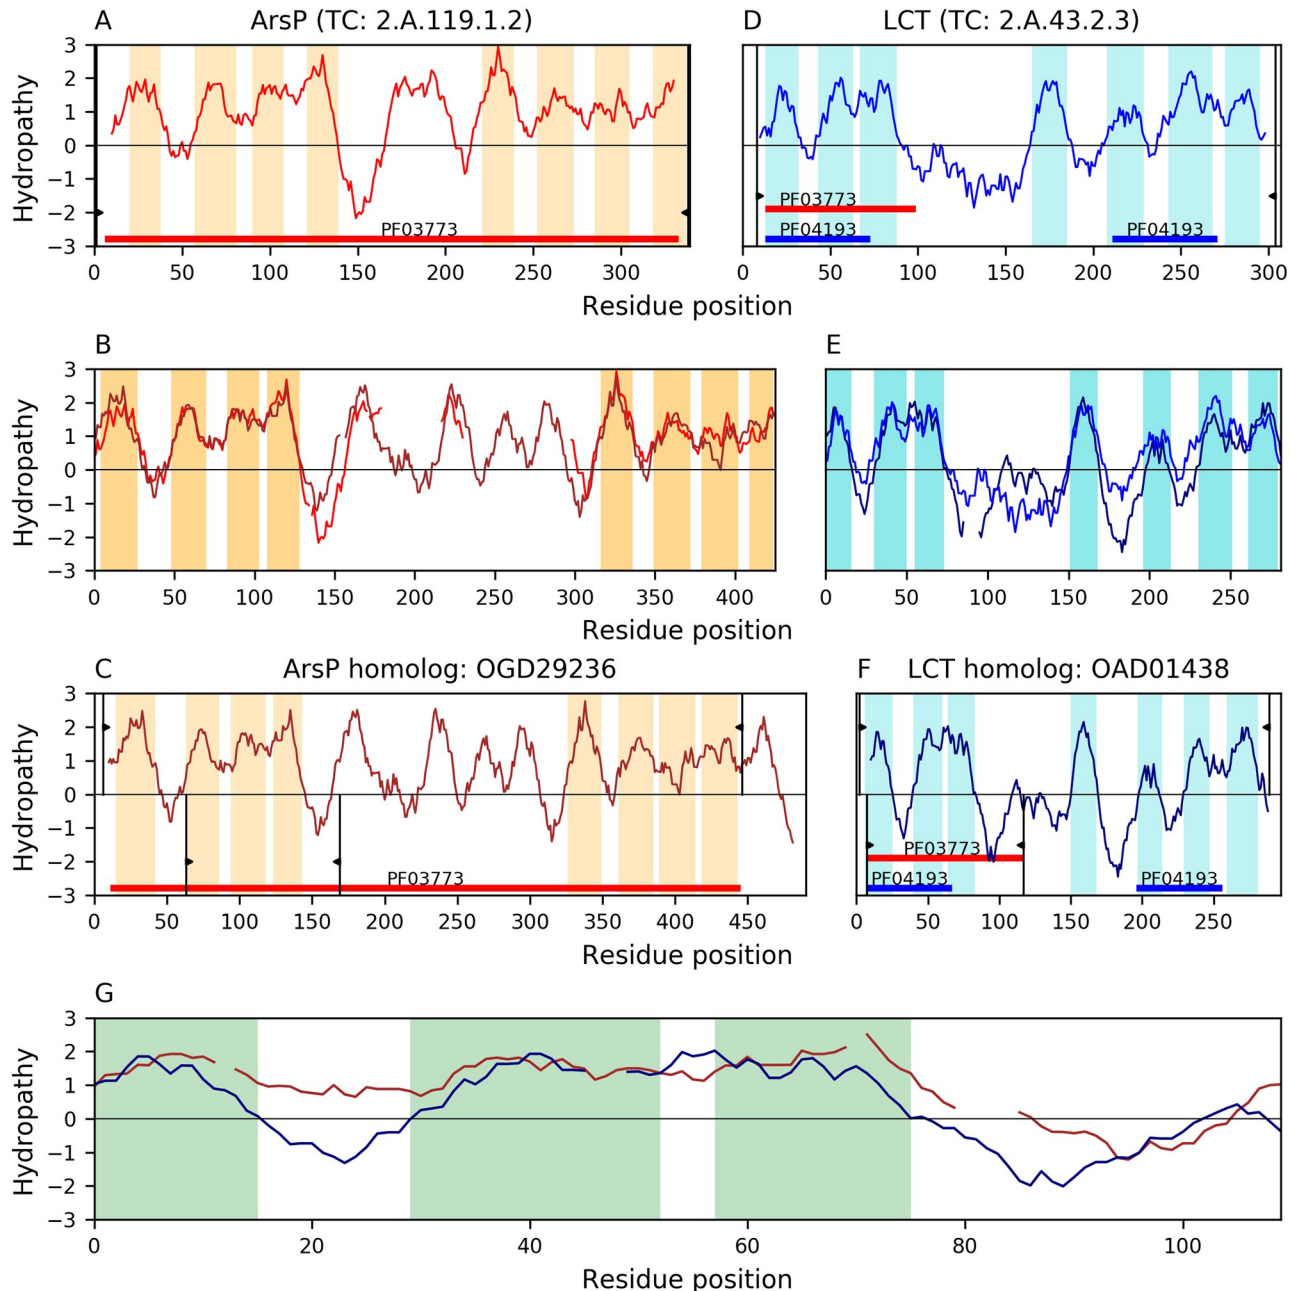 A
ArsP (TC: 2.A.119.1.2)
Hydropathy
3
2
1
0
−1
−2
−3
PF03773
0 50 100 150 200 250 300
Residue position
D
LCT (TC: 2.A.43.2.3)
PF03773
PF04193 PF04193
0 50 100 150 200 250 300
B
Hydropathy
3
2
1
0
−1
−2
−3
0 50 100 150 200 250 300 350 400
Residue position
E
0 50 100 150 200 250
C
ArsP homolog: OGD29236
Hydropathy
3
2
1
0
−1
−2
−3
PF03773
0 50 100 150 200 250 300 350 400 450
Residue position
F
LCT homolog: OAD01438
PF03773
PF04193 PF04193
0 50 100 150 200 250
G
Hydropathy
3
2
1
0
−1
−2
−3
0 20 40 60 80 100
Residue position